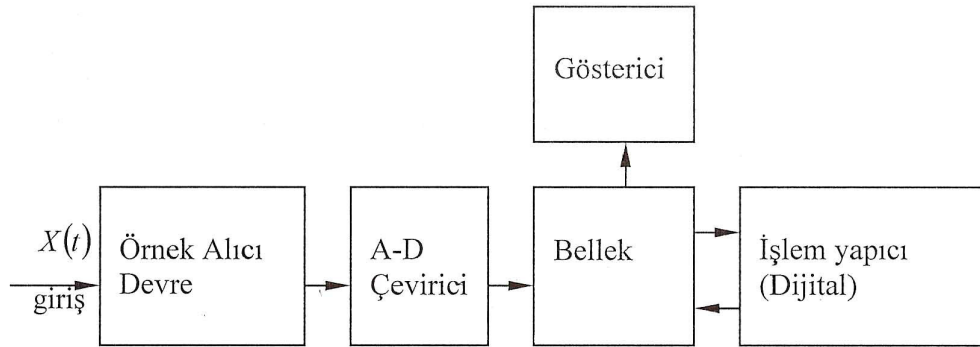 Gösterici
X(t)
giriş
Örnek Alıcı
Devre
A-D
Çevirici
Bellek
İşlem yapıcı
(Dijital)